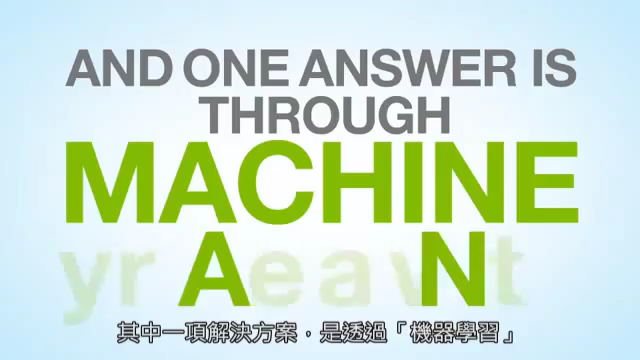 AND ONE ANSWER IS
THROUGH
MACHINE
yr A e a v N t
其中一項解決方案，是透過「機器學習」